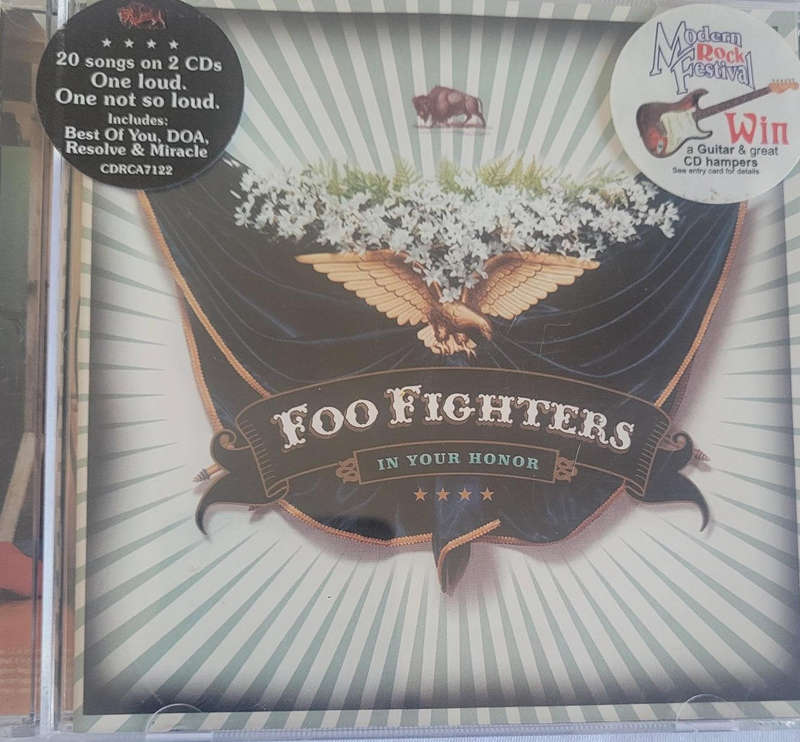 20 songs on 2 CDs
One loud.
One not so loud.
Includes:
Best Of You, DOA,
Resolve & Miracle
CDRCA7122
Modern
Rock
Festival
Win
a Guitar & great
CD hampers
See entry card for details
FOO FIGHTERS
IN YOUR HONOR